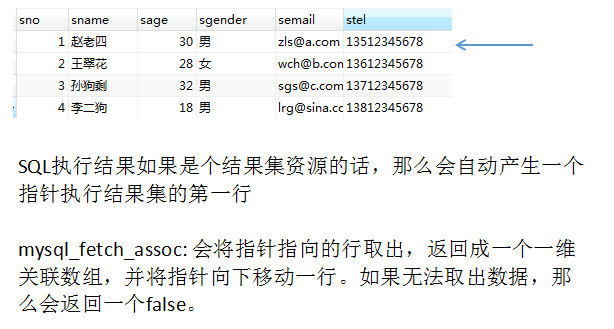 sno sname sage sgender semail stel
1 赵老四 30 男 zls@a.com 13512345678
2 王翠花 28 女 wch@b.com 13612345678
3 孙狗剩 32 男 sgs@c.com 13712345678
4 李二狗 18 男 lrg@sina.cc 13812345678
SQL执行结果如果是个结果集资源的话，那么会自动产生一个
指针执行结果集的第一行
mysql_fetch_assoc: 会将指针指向的行取出，返回成一个一维
关联数组，并将指针向下移动一行。如果无法取出数据，那
么会返回一个false。